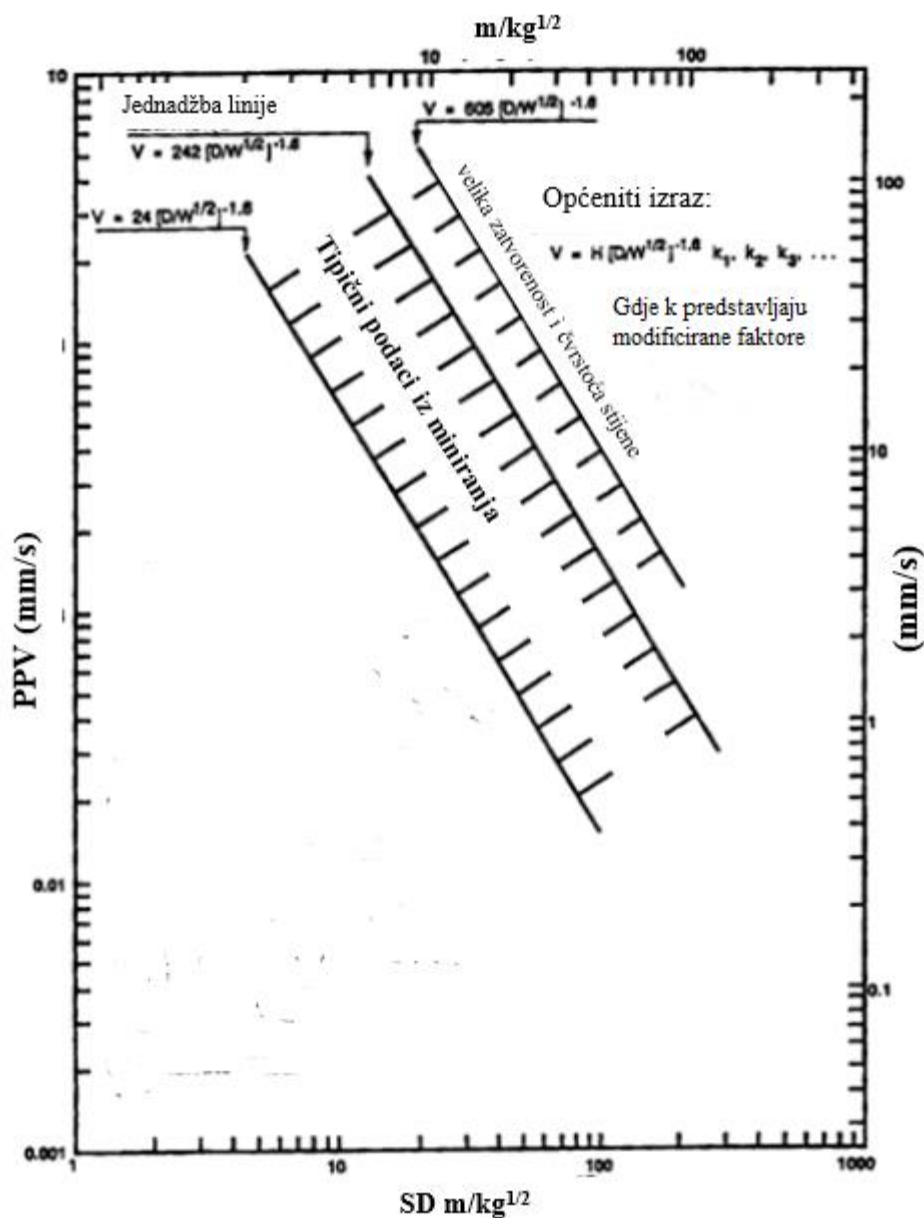 m/kg1/2
10 100
10
Jednadžba linije
V = 605 [D/W1/2] -1.6
V = 242 [D/W1/2] -1.6
V = 24 [D/W1/2] -1.6
velika zatvorenost i čvrstoća stijene
Tipični podaci iz miniranja
Općeniti izraz:
V = H [D/W1/2] -1.6 k1, k2, k3, ...
Gdje k predstavljaju
modificirane faktore
100
1
10
PPV (mm/s)
1
(mm/s)
1
0.01
0.1
0.001
1 10 100 1000
SD m/kg1/2